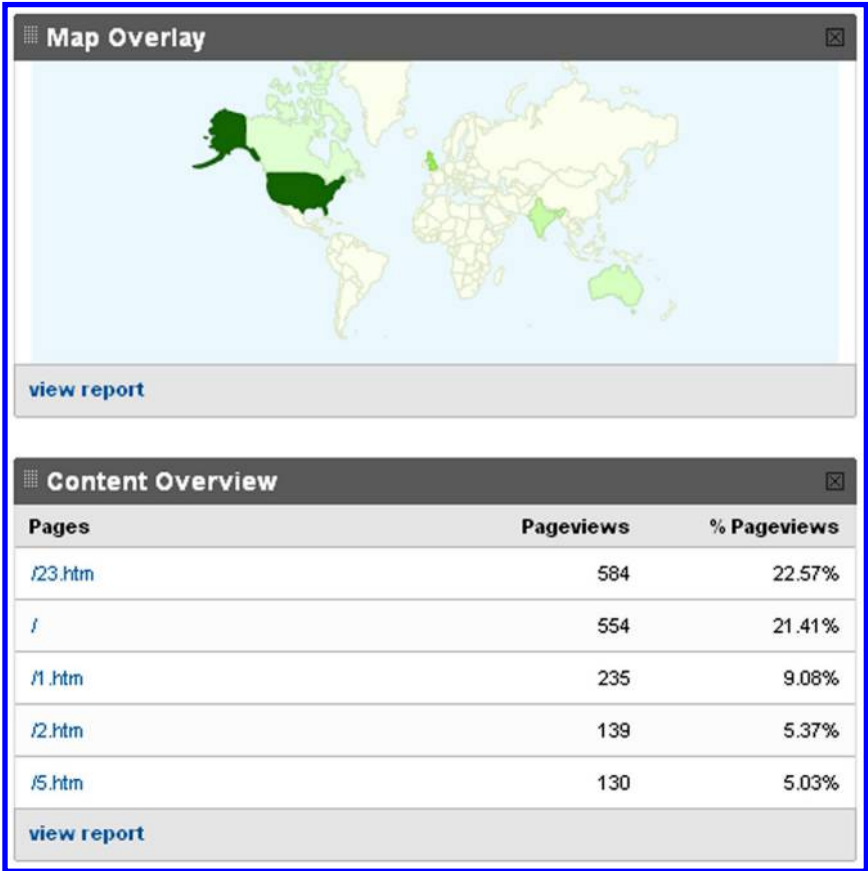 Map Overlay
view report
Content Overview
Pages Pageviews % Pageviews
/23.htm 584 22.57%
/ 554 21.41%
/1.htm 235 9.08%
/2.htm 139 5.37%
/5.htm 130 5.03%
view report